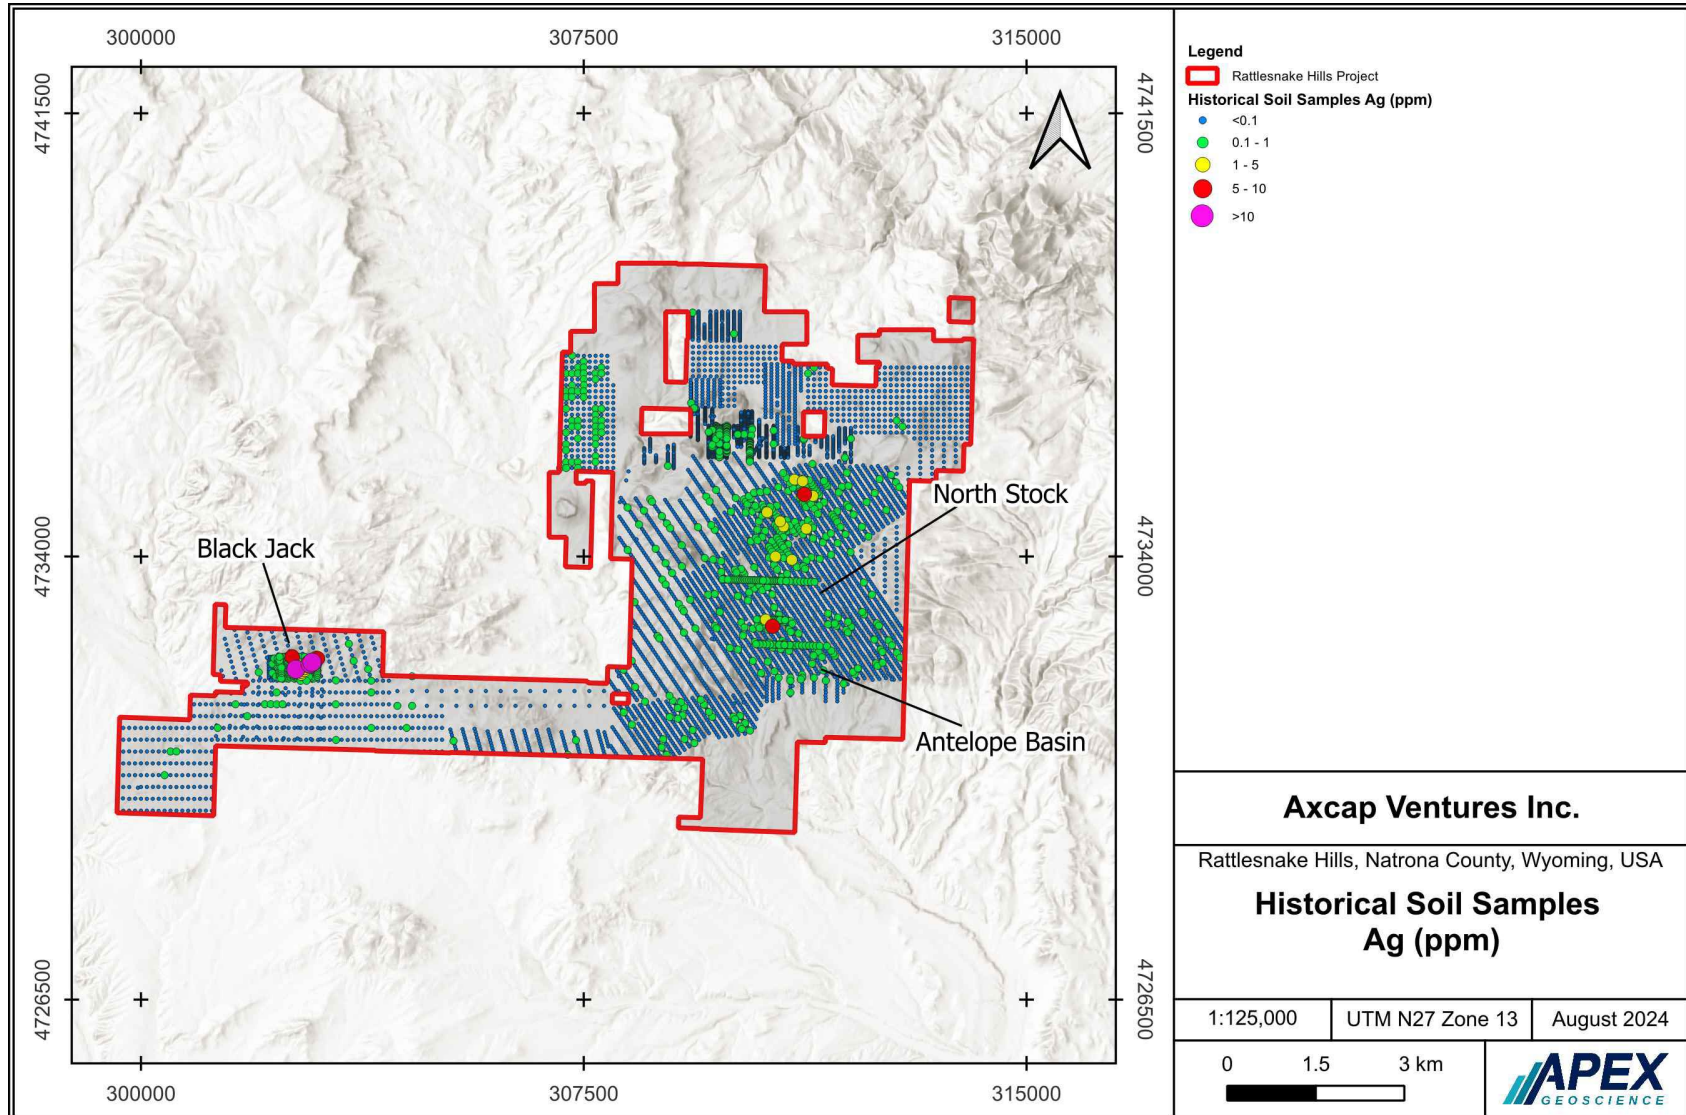 300000
307500
315000
4741500
4741500
Legend
Rattlesnake Hills Project
Historical Soil Samples Ag (ppm)
<0.1
0.1 - 1
1 - 5
5 - 10
>10
North Stock
4734000
Black Jack
4734000
Antelope Basin
Axcap Ventures Inc.
Rattlesnake Hills, Natrona County, Wyoming, USA
Historical Soil Samples
Ag (ppm)
4726500
4726500
1:125,000
UTM N27 Zone 13
August 2024
0 1.5 3 km
300000
307500
315000
APEX
GEOSCIENCE